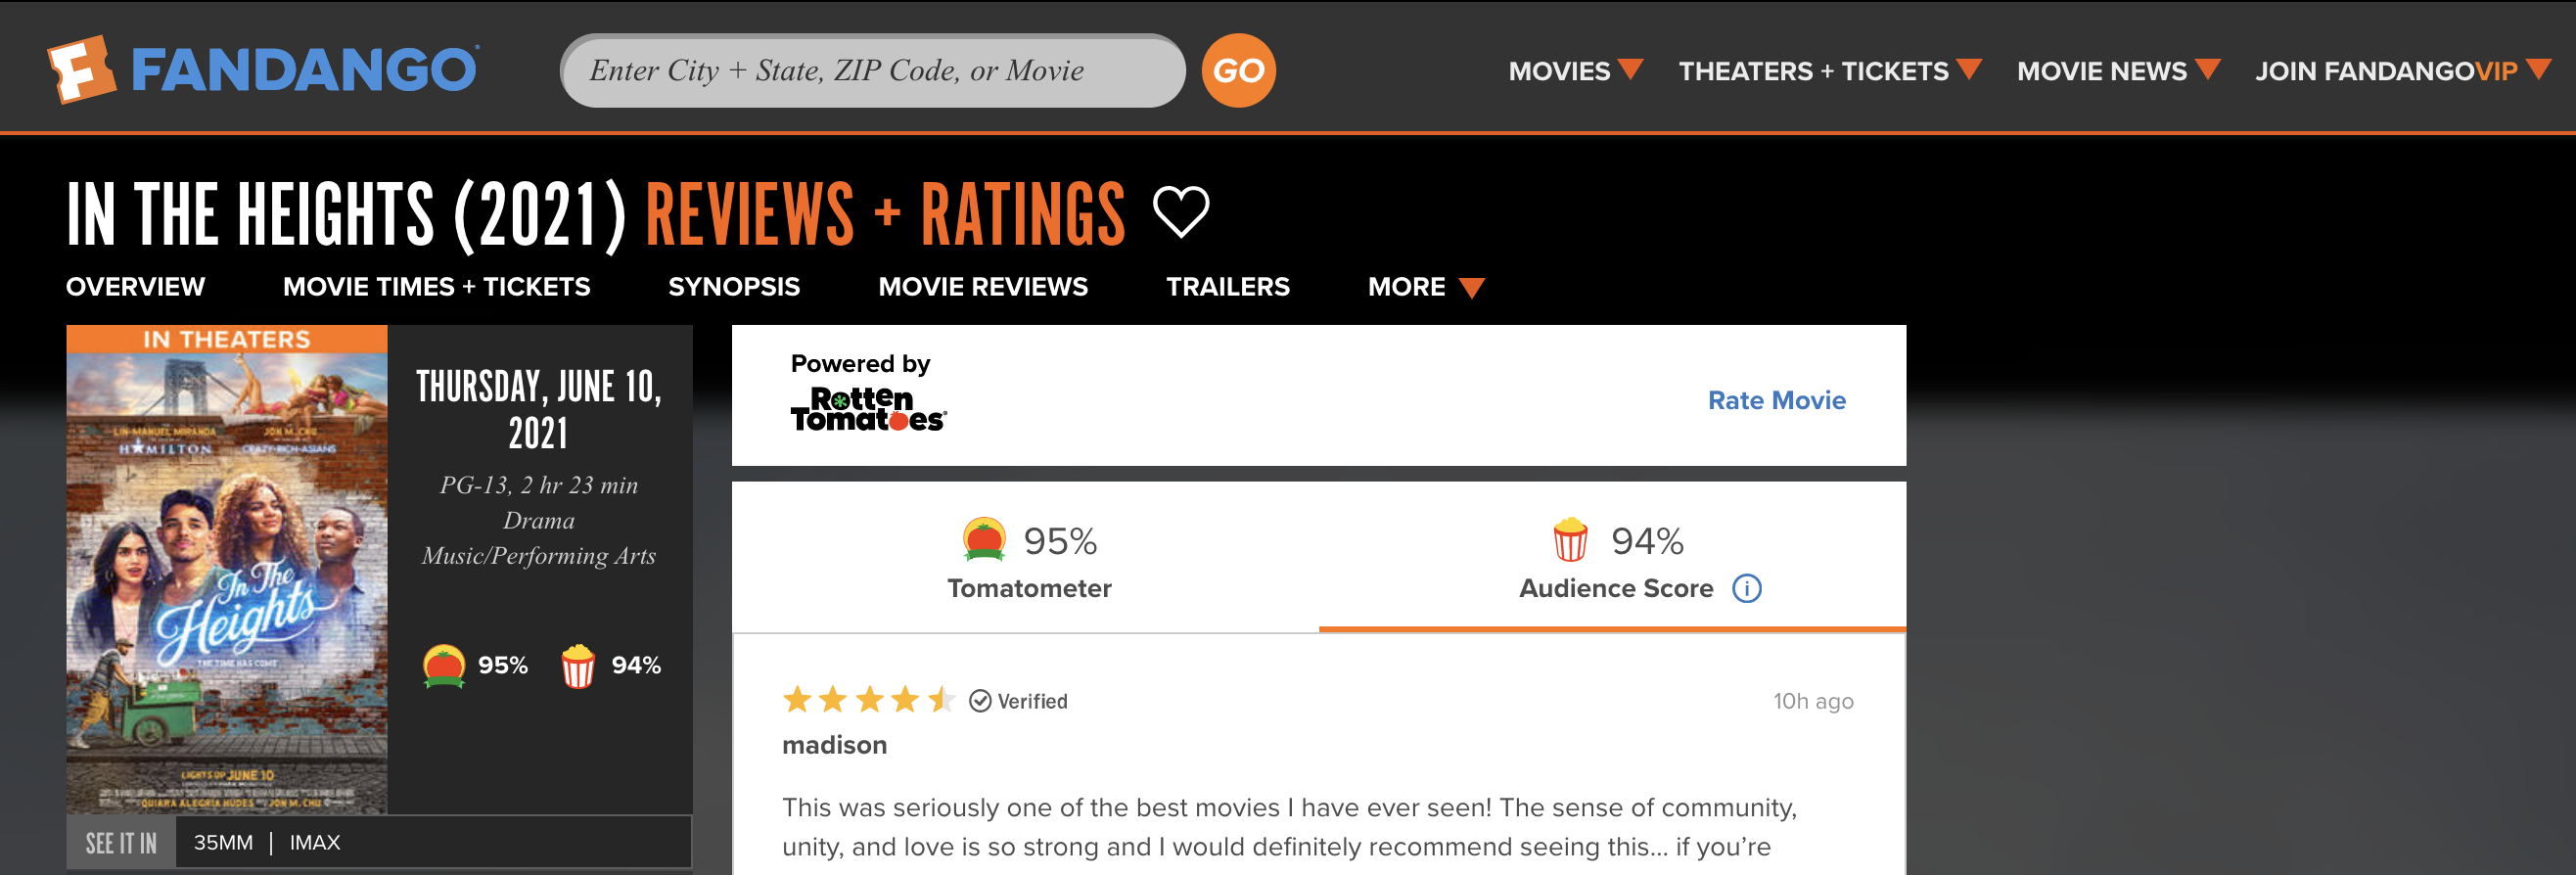 FANDANGO
Enter City + State, ZIP Code, or Movie
GO
MOVIES
THEATERS + TICKETS
MOVIE NEWS
JOIN FANDANGOVIP
IN THE HEIGHTS (2021) REVIEWS + RATINGS
OVERVIEW
MOVIE TIMES + TICKETS
SYNOPSIS
MOVIE REVIEWS
TRAILERS
MORE
IN THEATERS
LIN-MANUEL MIRANDA
JON M. CHU
HAMILTON
CRAZY RICH ASIANS
In The
Heights
THE TIME HAS COME
LIGHTS UP JUNE 10
QUIARA ALEGRÍA HUDES
JON M. CHU
THURSDAY, JUNE 10,
2021
PG-13, 2 hr 23 min
Drama
Music/Performing Arts
95%
94%
SEE IT IN
35MM | IMAX
Powered by
Rotten
Tomatoes
Rate Movie
95%
Tomatometer
94%
Audience Score
Verified
10h ago
madison
This was seriously one of the best movies I have ever seen! The sense of community,
unity, and love is so strong and I would definitely recommend seeing this... if you’re